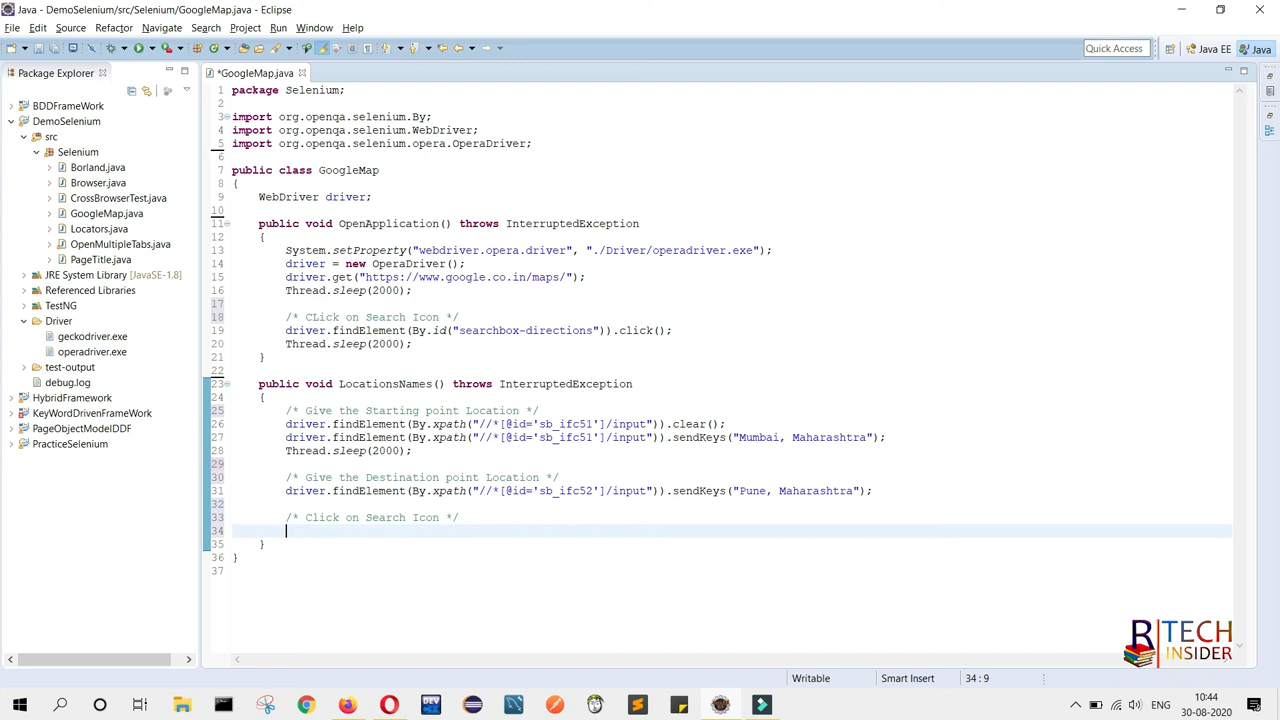 Java - DemoSelenium/src/Selenium/GoogleMap.java - Eclipse
File Edit Source Refactor Navigate Search Project Run Window Help
Quick Access Java EE Java
Package Explorer
*GoogleMap.java
BDDFrameWork
DemoSelenium
src
Selenium
Borland.java
Browser.java
CrossBrowserTest.java
GoogleMap.java
Locators.java
OpenMultipleTabs.java
PageTitle.java
JRE System Library [JavaSE-1.8]
Referenced Libraries
TestNG
Driver
geckodriver.exe
operadriver.exe
test-output
debug.log
HybridFramework
KeyWordDrivenFrameWork
PageObjectModelDDF
PracticeSelenium
1 package Selenium;
2
3 import org.openqa.selenium.By;
4 import org.openqa.selenium.WebDriver;
5 import org.openqa.selenium.opera.OperaDriver;
6
7 public class GoogleMap
8 {
9 WebDriver driver;
10
11 public void OpenApplication() throws InterruptedException
12 {
13 System.setProperty("webdriver.opera.driver", "./Driver/operadriver.exe");
14 driver = new OperaDriver();
15 driver.get("https://www.google.co.in/maps/");
16 Thread.sleep(2000);
17
18 /* CLick on Search Icon */
19 driver.findElement(By.id("searchbox-directions")).click();
20 Thread.sleep(2000);
21 }
22
23 public void LocationsNames() throws InterruptedException
24 {
25 /* Give the Starting point Location */
26 driver.findElement(By.xpath("//*[@id='sb_ifc51']/input")).clear();
27 driver.findElement(By.xpath("//*[@id='sb_ifc51']/input")).sendKeys("Mumbai, Maharashtra");
28 Thread.sleep(2000);
29
30 /* Give the Destination point Location */
31 driver.findElement(By.xpath("//*[@id='sb_ifc52']/input")).sendKeys("Pune, Maharashtra");
32
33 /* Click on Search Icon */
34
35 }
36 }
37
R TECH
INSIDER
Writable Smart Insert 34 : 9
DEV
ENG
10:44
30-08-2020